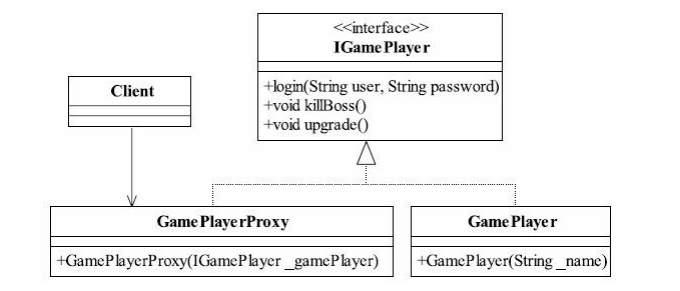 <<interface>>
IGamePlayer
+login(String user, String password)
+void killBoss()
+void upgrade()
Client
GamePlayerProxy
+GamePlayerProxy(IGamePlayer _gamePlayer)
GamePlayer
+GamePlayer(String _name)